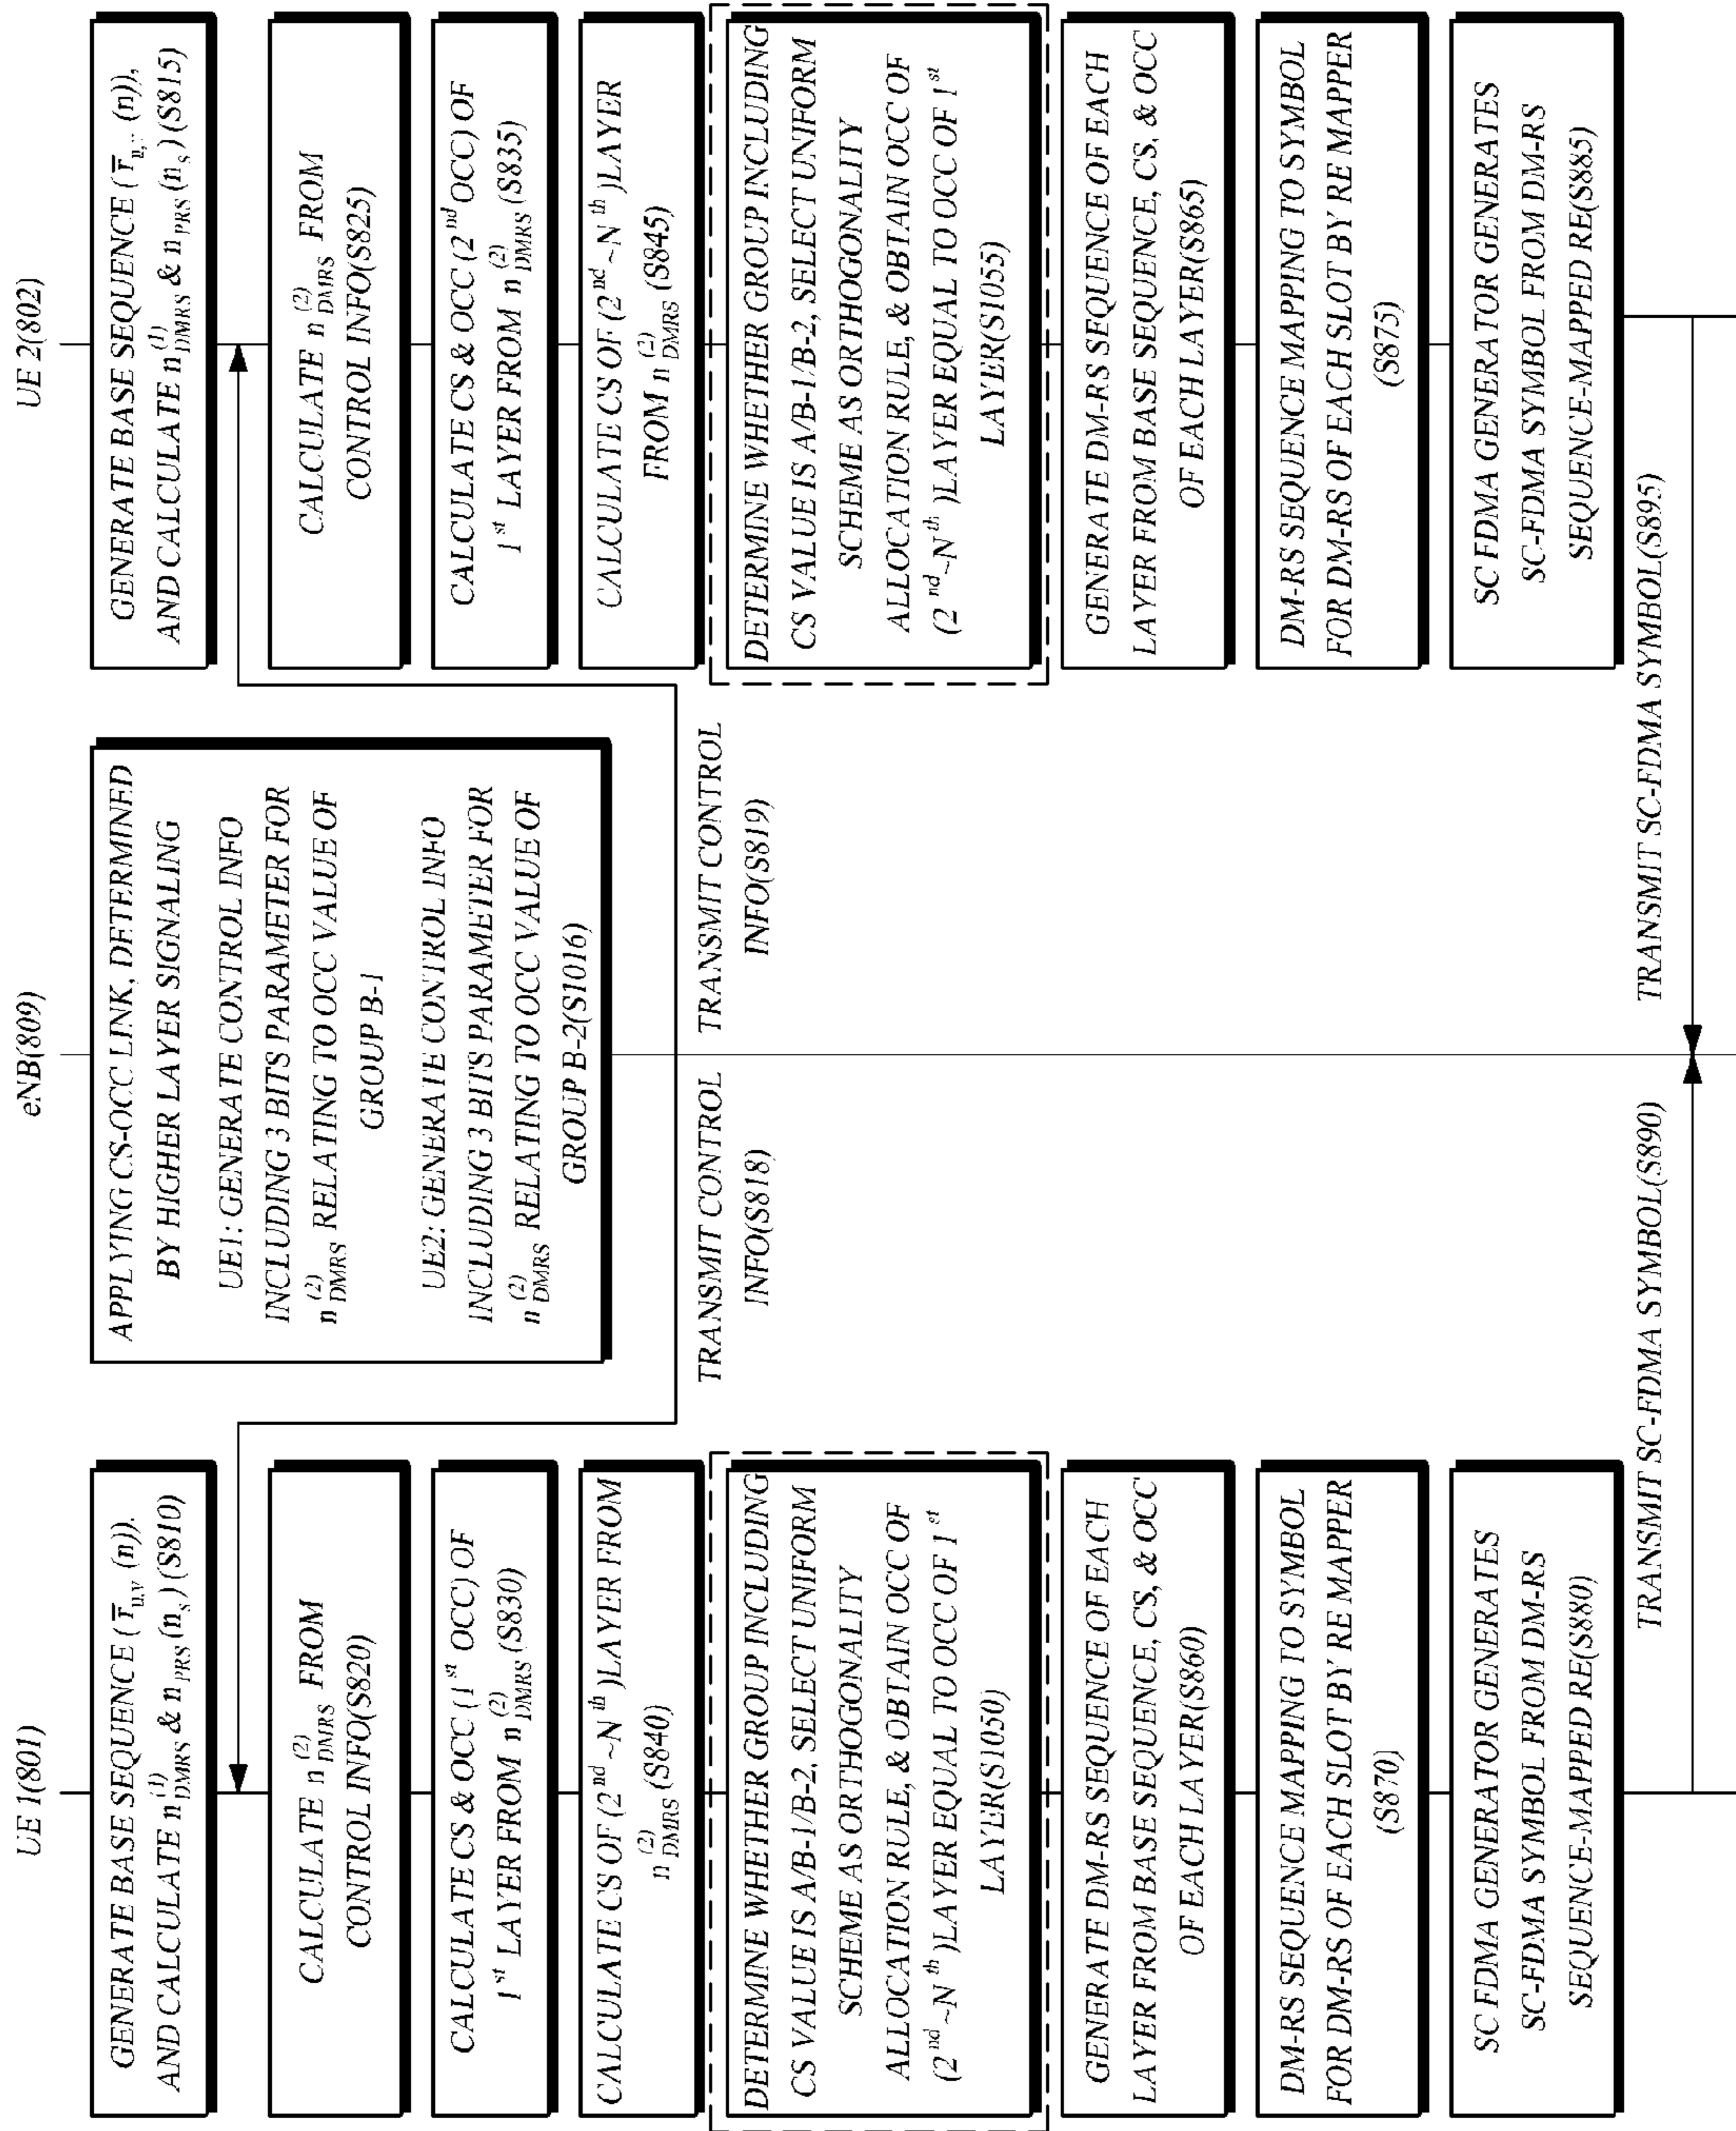 UE 1(801)
GENERATE BASE SEQUENCE ( r̄ u,v (n)).
AND CALCULATE n (1) DMRS & n PRS (n s ) (S810)
CALCULATE n (2) DMRS FROM
CONTROL INFO(S820)
CALCULATE CS & OCC (1 st OCC) OF
1 st LAYER FROM n (2) DMRS (S830)
CALCULATE CS OF (2 nd ~N th )LAYER FROM
n (2) DMRS (S840)
DETERMINE WHETHER GROUP INCLUDING
CS VALUE IS A/B-1/B-2, SELECT UNIFORM
SCHEME AS ORTHOGONALITY
ALLOCATION RULE, & OBTAIN OCC OF
(2 nd ~N th )LAYER EQUAL TO OCC OF 1 st
LAYER(S1050)
GENERATE DM-RS SEQUENCE OF EACH
LAYER FROM BASE SEQUENCE, CS, & OCC
OF EACH LAYER(S860)
DM-RS SEQUENCE MAPPING TO SYMBOL
FOR DM-RS OF EACH SLOT BY RE MAPPER
(S870)
SC FDMA GENERATOR GENERATES
SC-FDMA SYMBOL FROM DM-RS
SEQUENCE-MAPPED RE(S880)
TRANSMIT SC-FDMA SYMBOL(S890)
eNB(809)
APPLYING CS-OCC LINK, DETERMINED
BY HIGHER LAYER SIGNALING
UE1: GENERATE CONTROL INFO
INCLUDING 3 BITS PARAMETER FOR
n (2) DMRS RELATING TO OCC VALUE OF
GROUP B-1
UE2: GENERATE CONTROL INFO
INCLUDING 3 BITS PARAMETER FOR
n (2) DMRS RELATING TO OCC VALUE OF
GROUP B-2(S1016)
TRANSMIT CONTROL
INFO(S818)
TRANSMIT CONTROL
INFO(S819)
UE 2(802)
GENERATE BASE SEQUENCE ( r̄ u,v (n)),
AND CALCULATE n (1) DMRS & n PRS (n s ) (S815)
CALCULATE n (2) DMRS FROM
CONTROL INFO(S825)
CALCULATE CS & OCC (2 nd OCC) OF
1 st LAYER FROM n (2) DMRS (S835)
CALCULATE CS OF (2 nd ~N th )LAYER
FROM n (2) DMRS (S845)
DETERMINE WHETHER GROUP INCLUDING
CS VALUE IS A/B-1/B-2, SELECT UNIFORM
SCHEME AS ORTHOGONALITY
ALLOCATION RULE, & OBTAIN OCC OF
(2 nd ~N th )LAYER EQUAL TO OCC OF 1 st
LAYER(S1055)
GENERATE DM-RS SEQUENCE OF EACH
LAYER FROM BASE SEQUENCE, CS, & OCC
OF EACH LAYER(S865)
DM-RS SEQUENCE MAPPING TO SYMBOL
FOR DM-RS OF EACH SLOT BY RE MAPPER
(S875)
SC FDMA GENERATOR GENERATES
SC-FDMA SYMBOL FROM DM-RS
SEQUENCE-MAPPED RE(S885)
TRANSMIT SC-FDMA SYMBOL(S895)